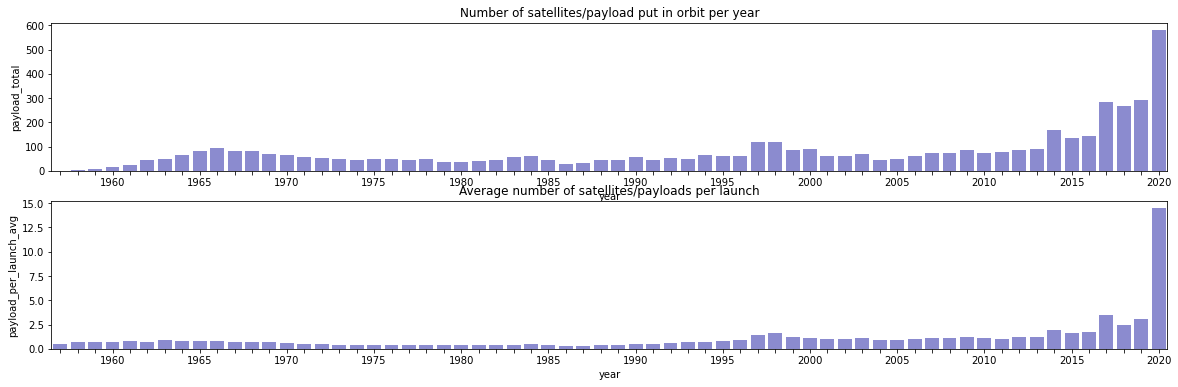 Number of satellites/payload put in orbit per year
payload_total
600
500
400
300
200
100
0
1960 1965 1970 1975 1980 1985 1990 1995 2000 2005 2010 2015 2020
year
Average number of satellites/payloads per launch
payload_per_launch_avg
15.0
12.5
10.0
7.5
5.0
2.5
0.0
1960 1965 1970 1975 1980 1985 1990 1995 2000 2005 2010 2015 2020
year